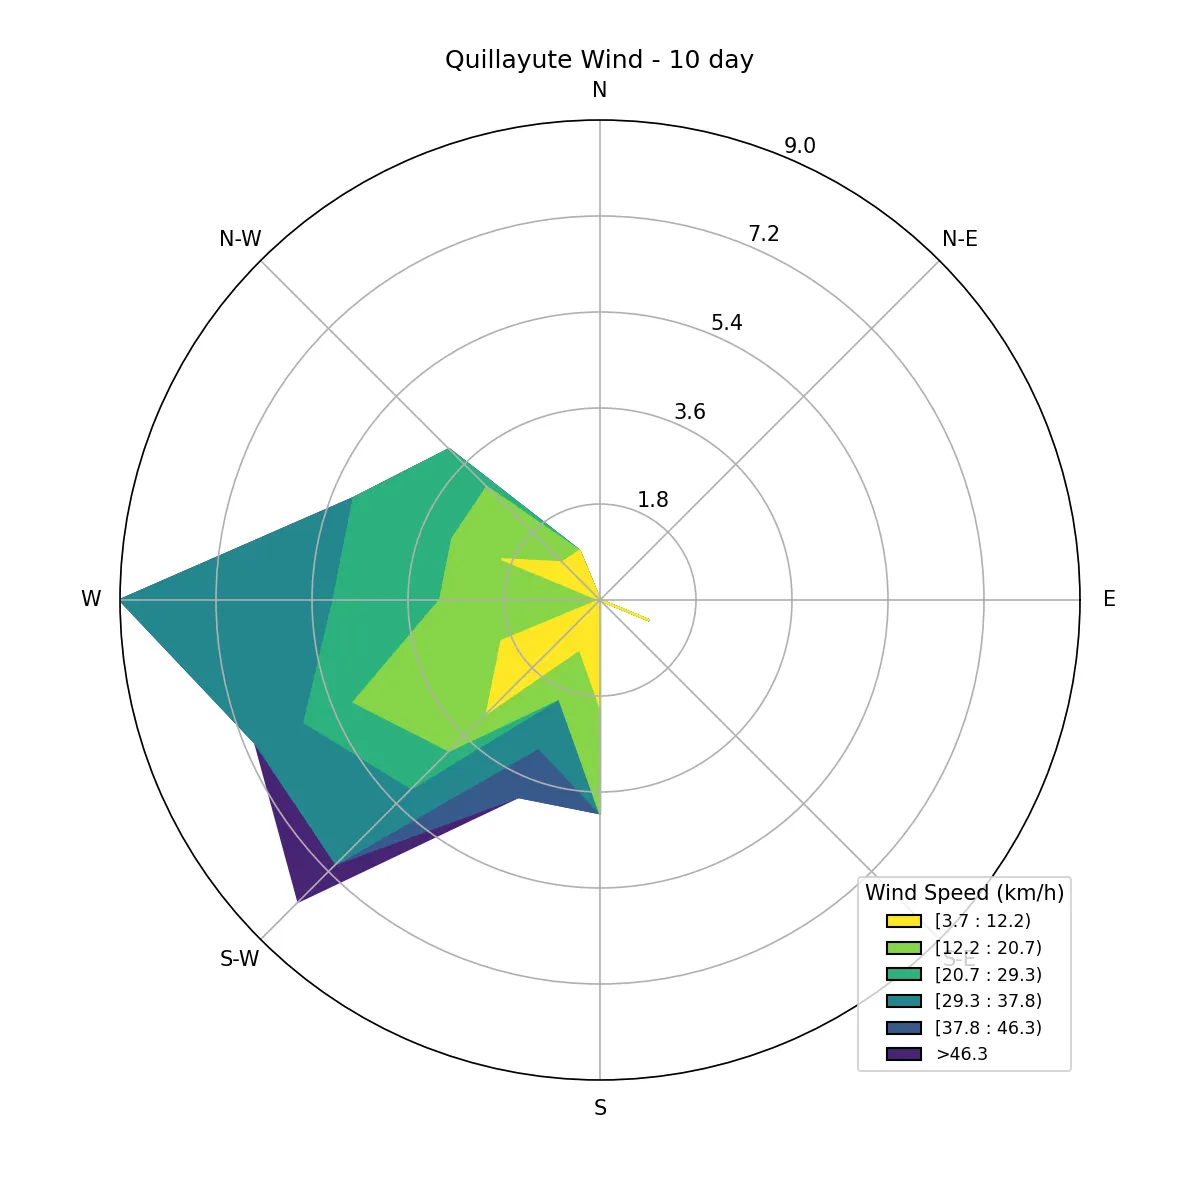 Quillayute Wind - 10 day
N
9.0
N-W
N-E
7.2
5.4
3.6
1.8
W
E
S-W
S-E
S
Wind Speed (km/h)
[3.7 : 12.2)
[12.2 : 20.7)
[20.7 : 29.3)
[29.3 : 37.8)
[37.8 : 46.3)
>46.3